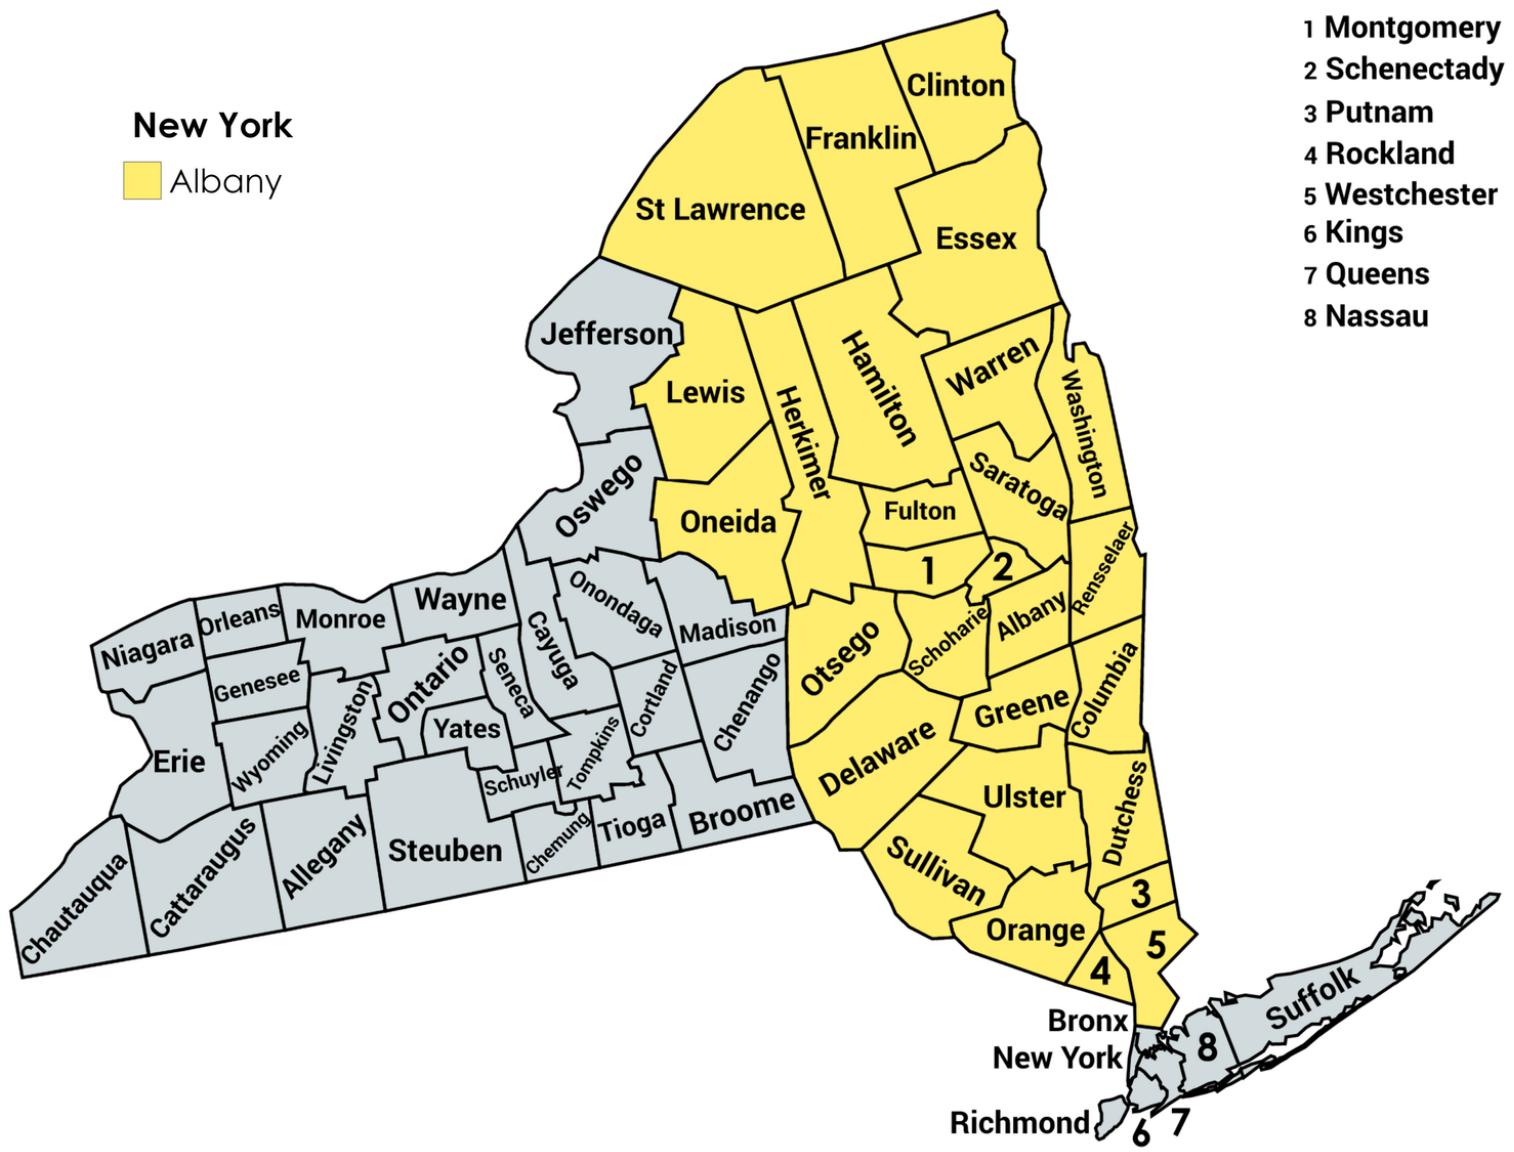 New York
Albany
1 Montgomery
2 Schenectady
3 Putnam
4 Rockland
5 Westchester
6 Kings
7 Queens
8 Nassau
Clinton
Franklin
St Lawrence
Essex
Jefferson
Lewis
Herkimer
Hamilton
Warren
Washington
Oswego
Oneida
Saratoga
Fulton
1
2
Rensselaer
Niagara
Orleans
Monroe
Wayne
Cayuga
Onondaga
Madison
Otsego
Schoharie
Albany
Genesee
Ontario
Seneca
Cortland
Chenango
Columbia
Greene
Erie
Wyoming
Livingston
Yates
Schuyler
Tompkins
Delaware
Ulster
Dutchess
Chautauqua
Cattaraugus
Allegany
Steuben
Chemung
Tioga
Broome
Sullivan
3
Orange
5
4
Suffolk
Bronx
New York
8
Richmond
6
7